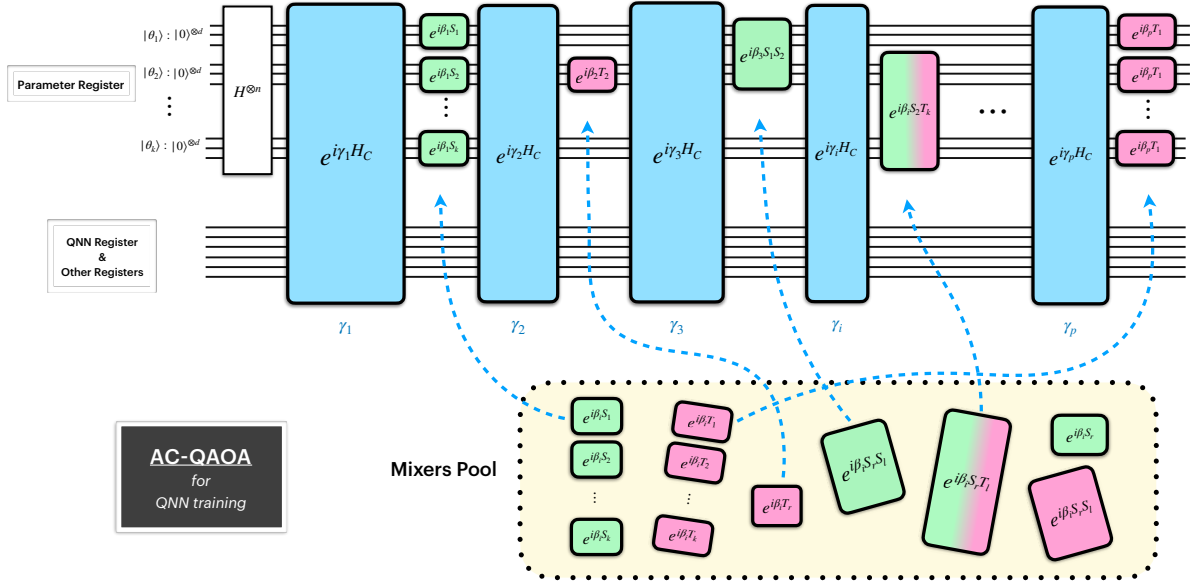 |θ₁⟩ : |0⟩^⊗d
|θ₂⟩ : |0⟩^⊗d
⋮
|θₖ⟩ : |0⟩^⊗d
Parameter Register
H^⊗n
e^{iγ₁H_C}
e^{iβ₁S₁}
e^{iβ₁S₂}
⋮
e^{iβ₁Sₖ}
e^{iγ₂H_C}
e^{iβ₂T₂}
e^{iγ₃H_C}
e^{iβ₃S₁S₂}
e^{iγᵢH_C}
e^{iβᵢS₂Tₖ}
...
e^{iγₚH_C}
e^{iβₚT₁}
e^{iβₚT₁}
⋮
e^{iβₚT₁}
QNN Register
&
Other Registers
γ₁
γ₂
γ₃
γᵢ
γₚ
AC-QAOA
for
QNN training
Mixers Pool
e^{iβᵢS₁}
e^{iβᵢS₂}
⋮
e^{iβᵢSₖ}
e^{iβᵢT₁}
e^{iβᵢT₂}
⋮
e^{iβᵢTₖ}
e^{iβᵢTᵣ}
e^{iβᵢSᵣSₗ}
e^{iβᵢSᵣTₗ}
e^{iβᵢSᵣ}
e^{iβᵢSᵣSₗ}